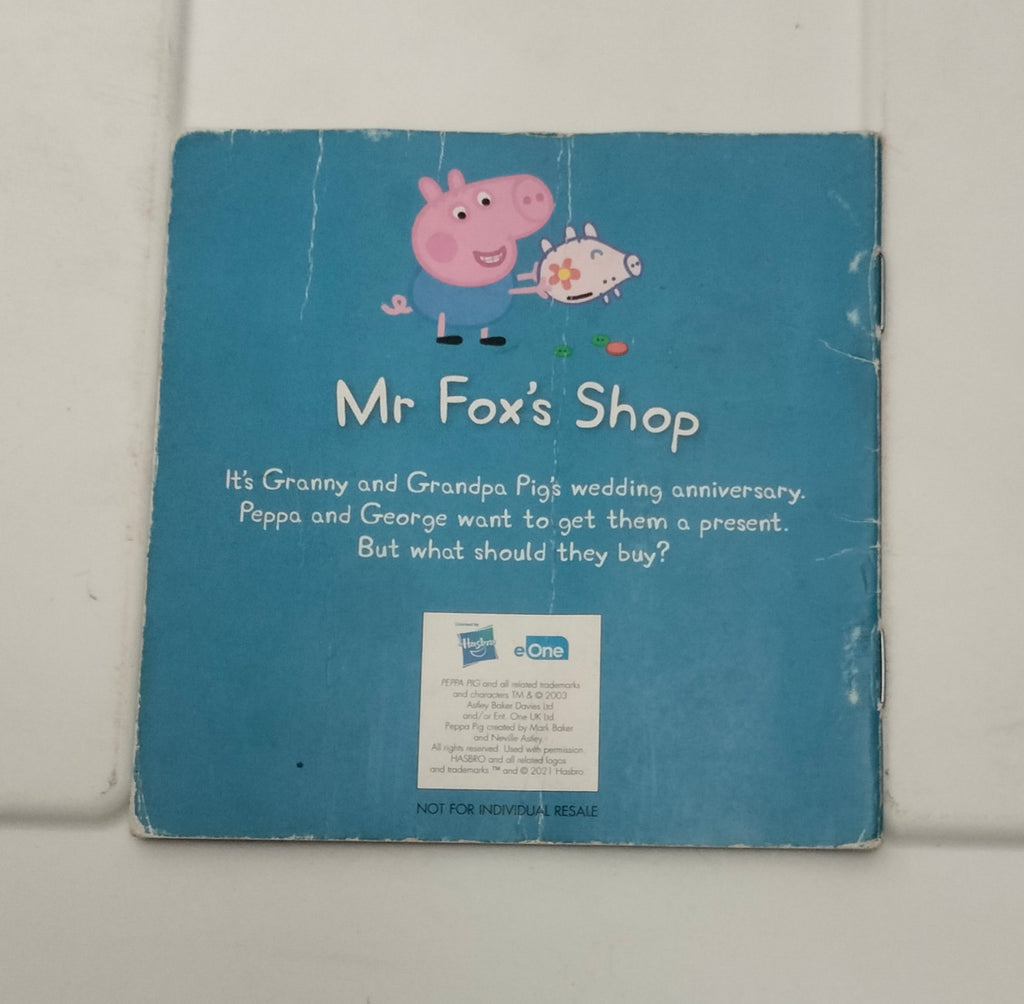 Mr Fox's Shop
It's Granny and Grandpa Pig's wedding anniversary.
Peppa and George want to get them a present.
But what should they buy?
Licensed by
Hasbro
eOne
PEPPA PIG and all related trademarks
and characters TM & © 2003
Astley Baker Davies Ltd
and/or Ent. One UK Ltd.
Peppa Pig created by Mark Baker
and Neville Astley.
All rights reserved. Used with permission.
HASBRO and all related logos
and trademarks ™ and © 2021 Hasbro.
NOT FOR INDIVIDUAL RESALE